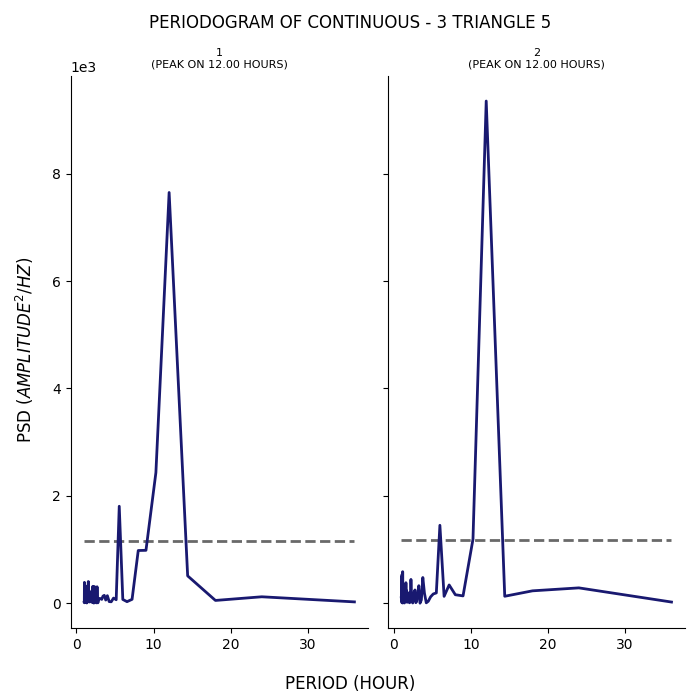 PERIODOGRAM OF CONTINUOUS - 3 TRIANGLE 5
1
(PEAK ON 12.00 HOURS)
2
(PEAK ON 12.00 HOURS)
1e3
8
6
4
2
0
PSD (AMPLITUDE²/HZ)
0 10 20 30
0 10 20 30
PERIOD (HOUR)